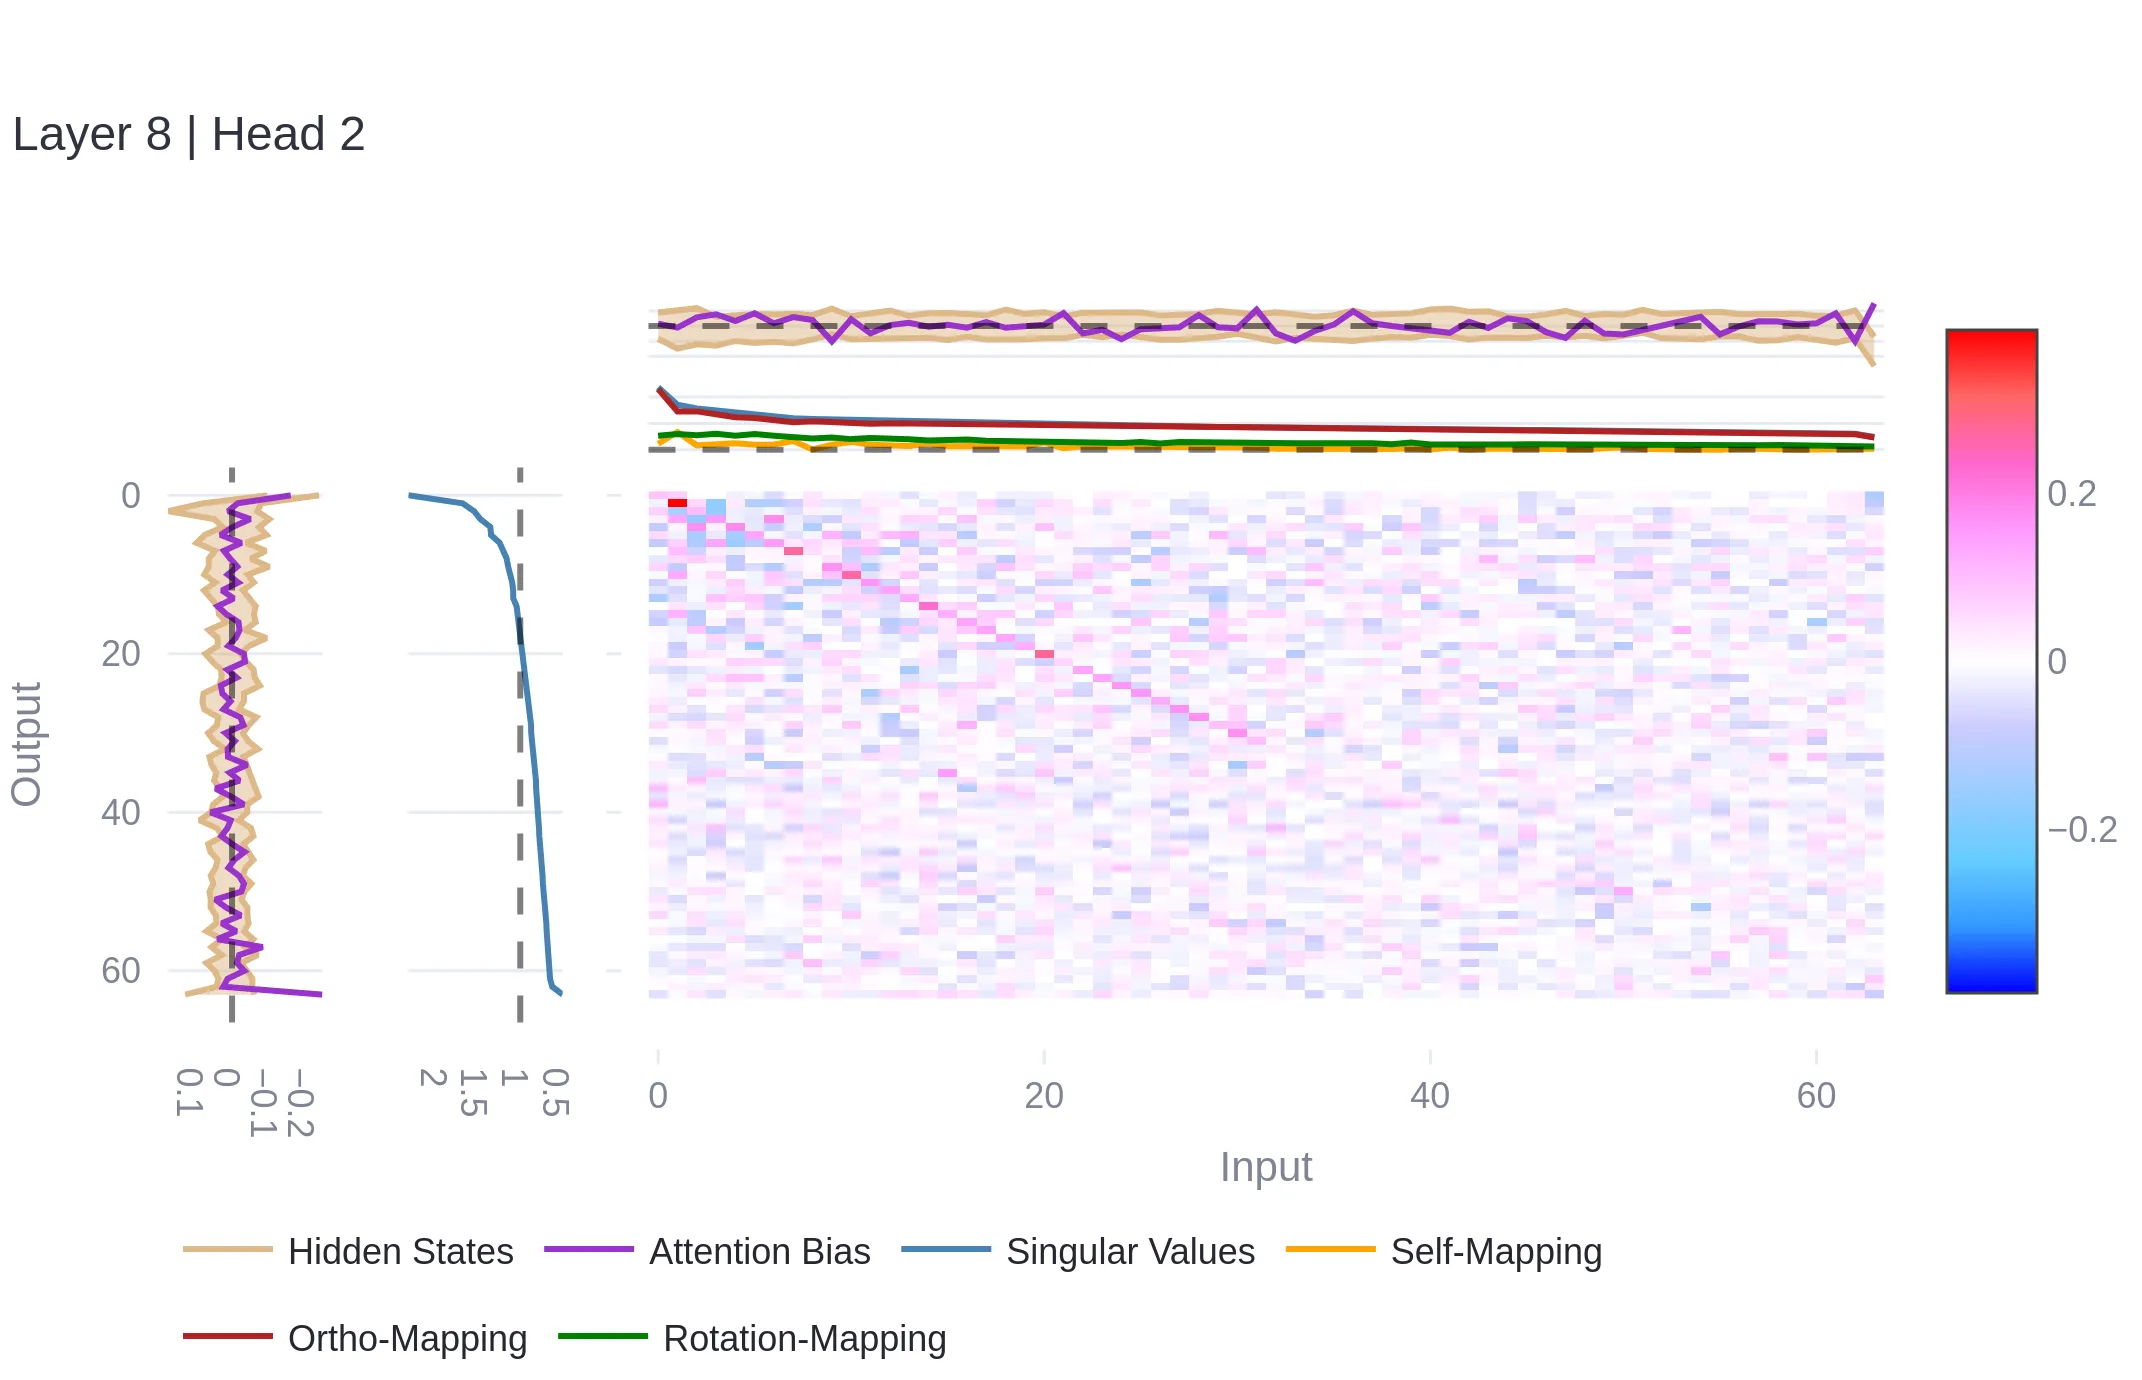 Layer 8 | Head 2
0
20
40
60
Output
0.1
0
−0.1
−0.2
2
1.5
1
0.5
0
20
40
60
Input
0.2
0
−0.2
Hidden States
Attention Bias
Singular Values
Self-Mapping
Ortho-Mapping
Rotation-Mapping